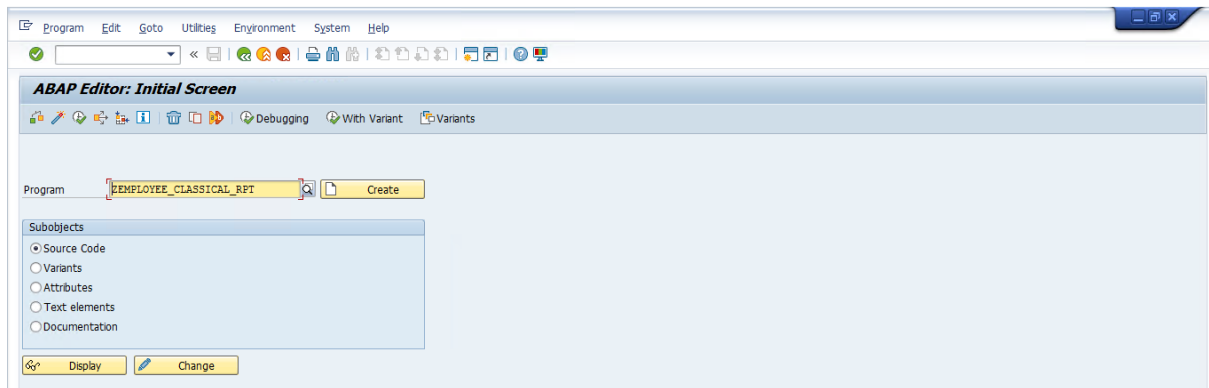 Program Edit Goto Utilities Environment System Help
ABAP Editor: Initial Screen
Debugging With Variant Variants
Program ZEMPLOYEE_CLASSICAL_RPT Create
Subobjects
Source Code
Variants
Attributes
Text elements
Documentation
Display Change